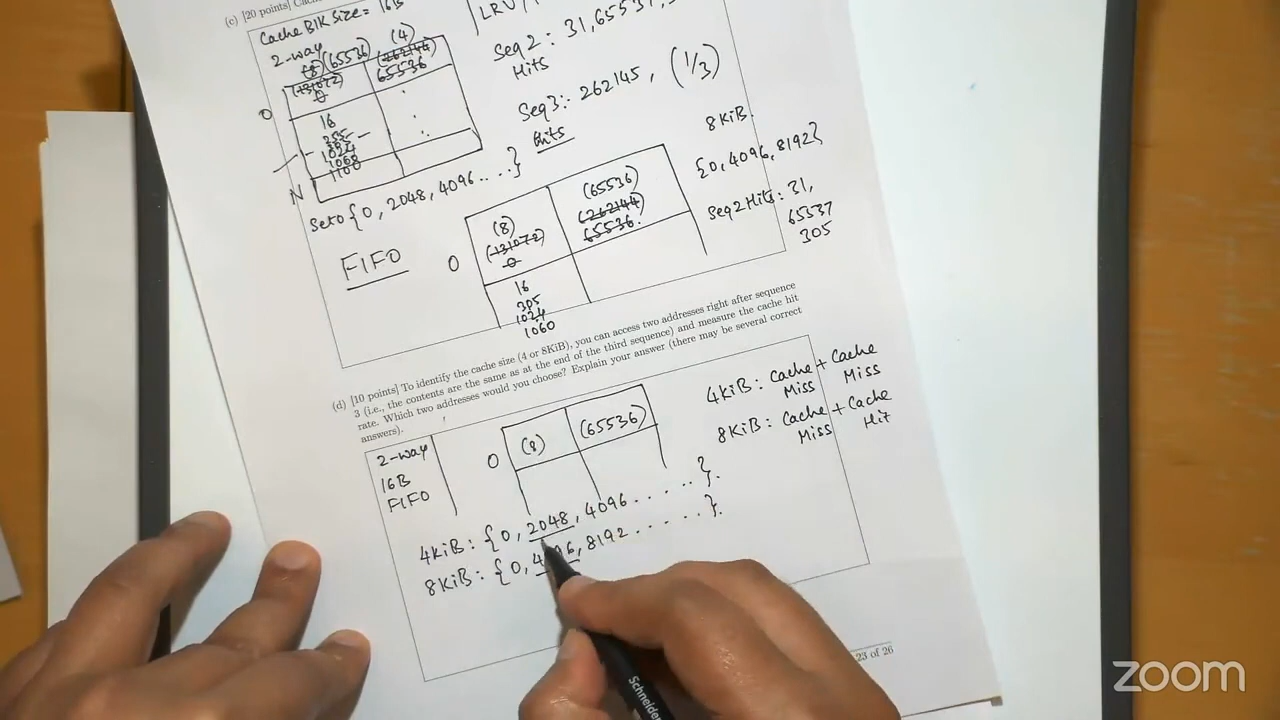 (c) [20 points]
Cache Blk Size = 16B
2-way
(8) (65536) (4)
(131072) (262144)
0 65536
0
16
1024
1068
1100
N
Set 0 {0, 2048, 4096....}
LRU/
Seq 2 : 31, 65537,
Hits
Seq3:- 262145, (1/3)
Hits
8KiB.
{0, 4096, 8192}
Seq 2 Hits: 31,
65537
305
FIFO
0
(8) (65536)
(131072) (262144)
0 65536.
16
305
1024
1060
(d) [10 points] To identify the cache size (4 or 8KiB), you can access two addresses right after sequence
3 (i.e., the contents are the same as at the end of the third sequence) and measure the cache hit
rate. Which two addresses would you choose? Explain your answer (there may be several correct
answers).
2-way
16B
FIFO
0 (8) (65536)
4KiB: Cache Miss + Cache Miss
8KiB: Cache Miss + Cache Hit
4KiB: {0, 2048, 4096.....}.
8KiB: {0, 4096, 8192.....}.
23 of 26
Schneider
zoom